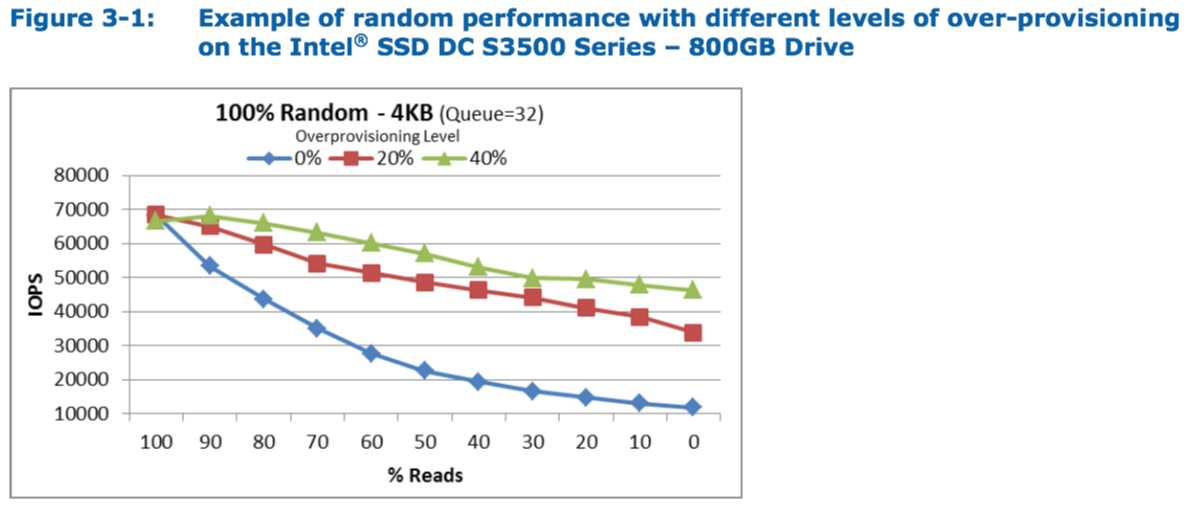 Figure 3-1: Example of random performance with different levels of over-provisioning
on the Intel® SSD DC S3500 Series – 800GB Drive
100% Random - 4KB (Queue=32)
Overprovisioning Level
0% 20% 40%
80000
70000
60000
50000
40000
30000
20000
10000
IOPS
100 90 80 70 60 50 40 30 20 10 0
% Reads